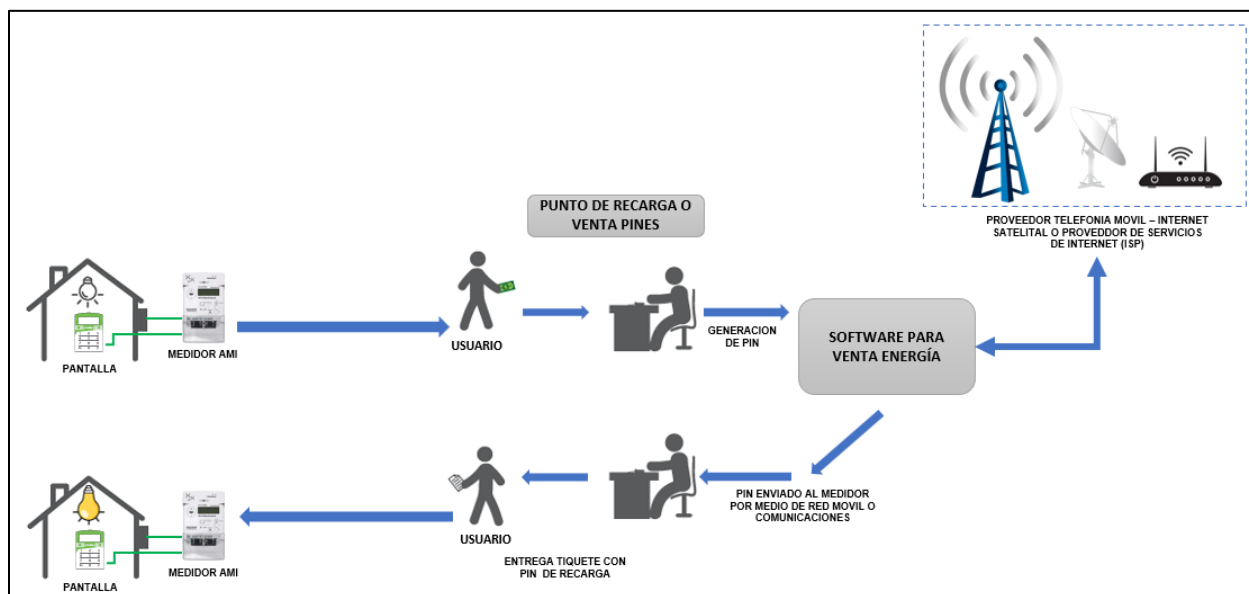 PUNTO DE RECARGA O
VENTA PINES
PROVEEDOR TELEFONIA MOVIL – INTERNET
SATELITAL O PROVEDDOR DE SERVICIOS
DE INTERNET (ISP)
PANTALLA
MEDIDOR AMI
USUARIO
GENERACION
DE PIN
SOFTWARE PARA
VENTA ENERGÍA
PANTALLA
MEDIDOR AMI
USUARIO
ENTREGA TIQUETE CON
PIN DE RECARGA
PIN ENVIADO AL MEDIDOR
POR MEDIO DE RED MOVIL O
COMUNICACIONES